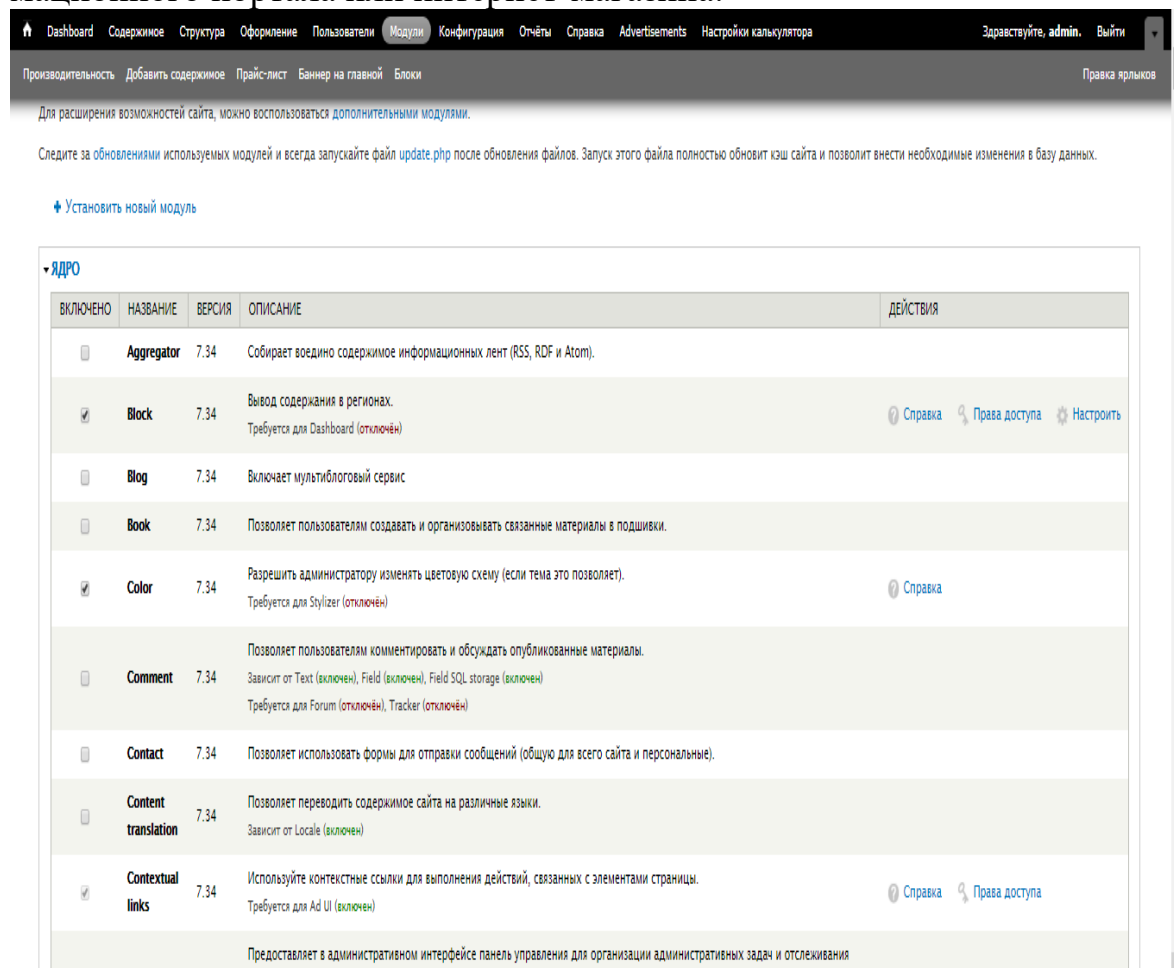 мационного портала или интернет-магазина.
Dashboard Содержимое Структура Оформление Пользователи Модули Конфигурация Отчёты Справка Advertisements Настройки калькулятора Здравствуйте, admin. Выйти
Производительность Добавить содержимое Прайс-лист Баннер на главной Блоки Правка ярлыков
Для расширения возможностей сайта, можно воспользоваться дополнительными модулями.
Следите за обновлениями используемых модулей и всегда запускайте файл update.php после обновления файлов. Запуск этого файла полностью обновит кэш сайта и позволит внести необходимые изменения в базу данных.
Установить новый модуль
ЯДРО
ВКЛЮЧЕНО НАЗВАНИЕ ВЕРСИЯ ОПИСАНИЕ ДЕЙСТВИЯ
Aggregator 7.34 Собирает воедино содержимое информационных лент (RSS, RDF и Atom).
Block 7.34 Вывод содержания в регионах.
Требуется для Dashboard (отключён)
Справка Права доступа Настроить
Blog 7.34 Включает мультиблоговый сервис
Book 7.34 Позволяет пользователям создавать и организовывать связанные материалы в подшивки.
Color 7.34 Разрешить администратору изменять цветовую схему (если тема это позволяет).
Требуется для Stylizer (отключён)
Справка
Comment 7.34 Позволяет пользователям комментировать и обсуждать опубликованные материалы.
Зависит от Text (включен), Field (включен), Field SQL storage (включен)
Требуется для Forum (отключён), Tracker (отключён)
Contact 7.34 Позволяет использовать формы для отправки сообщений (общую для всего сайта и персональные).
Content translation 7.34 Позволяет переводить содержимое сайта на различные языки.
Зависит от Locale (включен)
Contextual links 7.34 Используйте контекстные ссылки для выполнения действий, связанных с элементами страницы.
Требуется для Ad UI (включен)
Справка Права доступа
Предоставляет в административном интерфейсе панель управления для организации административных задач и отслеживания